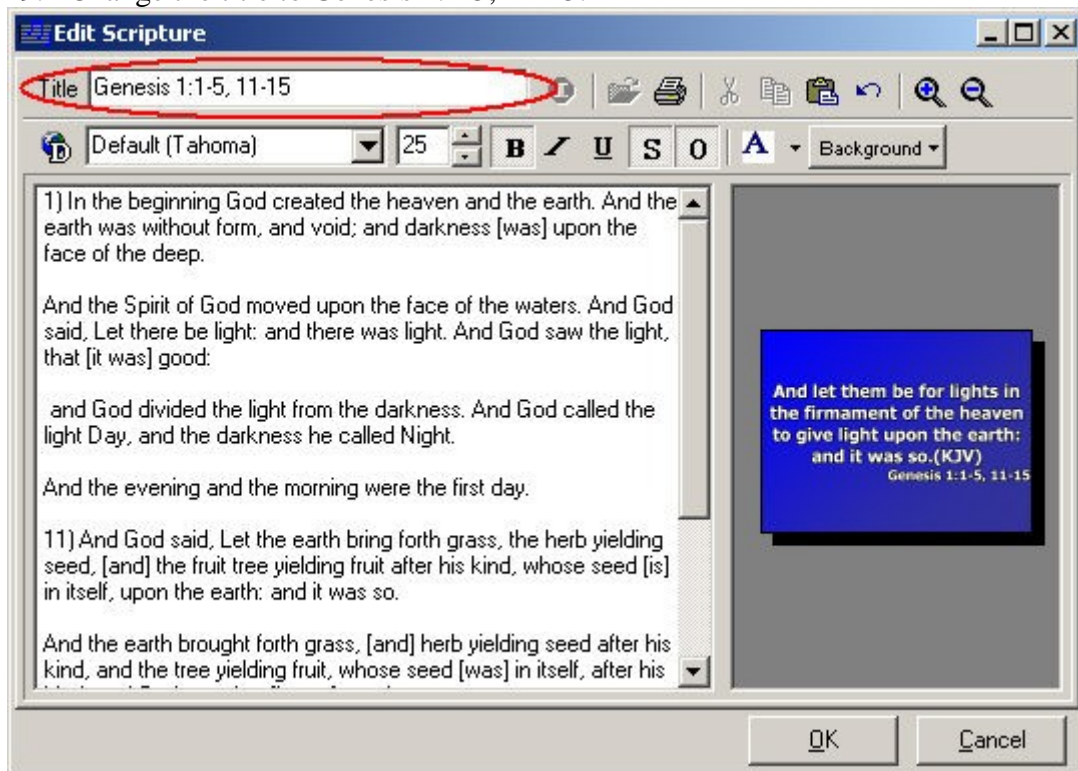 Edit Scripture
Title Genesis 1:1-5, 11-15
Default (Tahoma) 25 B I U S O A Background
1) In the beginning God created the heaven and the earth. And the
earth was without form, and void; and darkness [was] upon the
face of the deep.
And the Spirit of God moved upon the face of the waters. And God
said, Let there be light: and there was light. And God saw the light,
that [it was] good:
and God divided the light from the darkness. And God called the
light Day, and the darkness he called Night.
And the evening and the morning were the first day.
11) And God said, Let the earth bring forth grass, the herb yielding
seed, [and] the fruit tree yielding fruit after his kind, whose seed [is]
in itself, upon the earth: and it was so.
And the earth brought forth grass, [and] herb yielding seed after his
kind, and the tree yielding fruit, whose seed [was] in itself, after his
And let them be for lights in
the firmament of the heaven
to give light upon the earth:
and it was so.(KJV)
Genesis 1:1-5, 11-15
OK Cancel